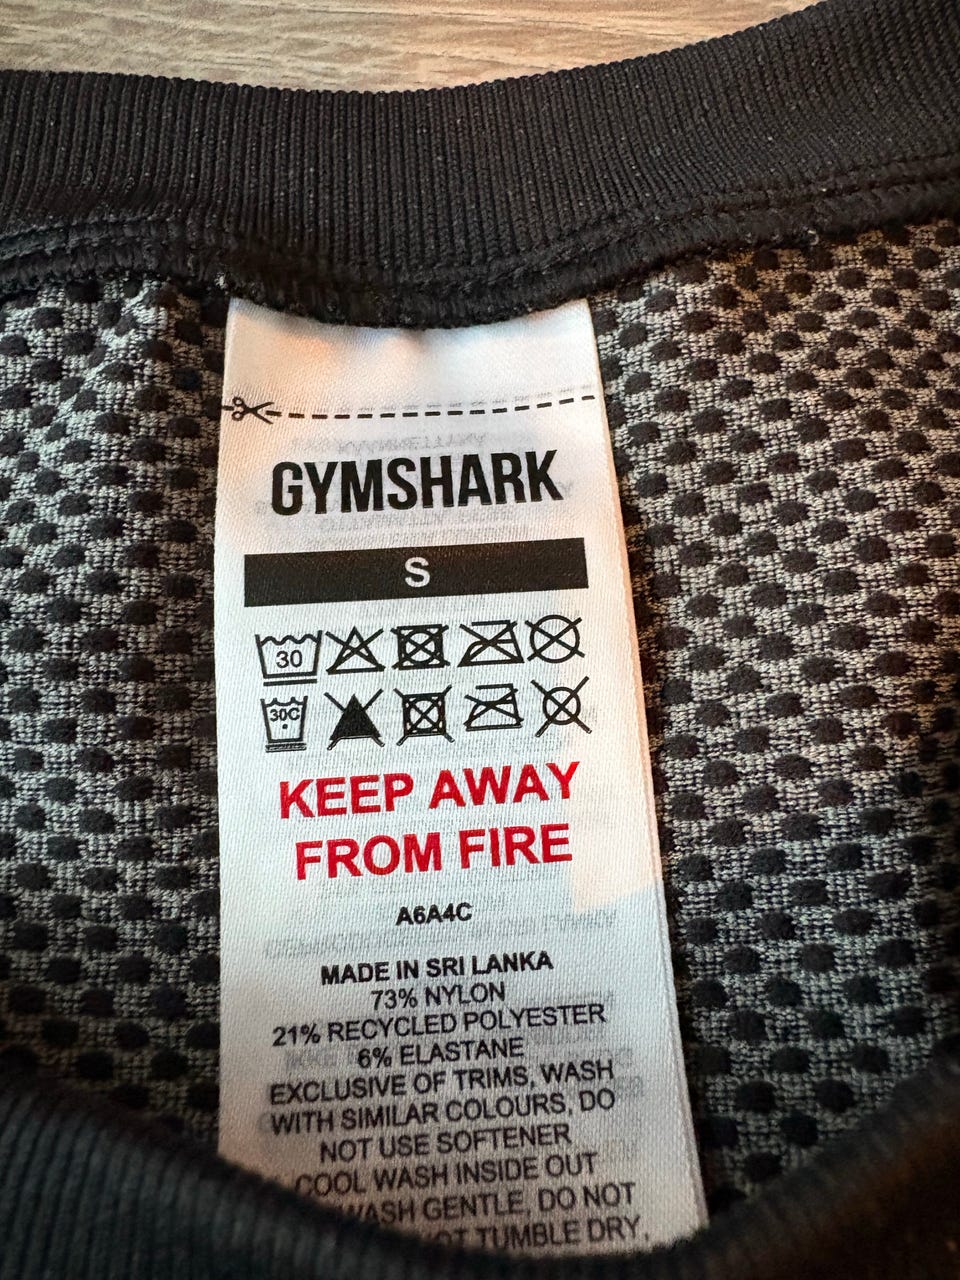 GYMSHARK
S
30
30C
KEEP AWAY
FROM FIRE
A6A4C
MADE IN SRI LANKA
73% NYLON
21% RECYCLED POLYESTER
6% ELASTANE
EXCLUSIVE OF TRIMS, WASH
WITH SIMILAR COLOURS, DO
NOT USE SOFTENER
COOL WASH INSIDE OUT
WASH GENTLE, DO NOT
TUMBLE DRY,